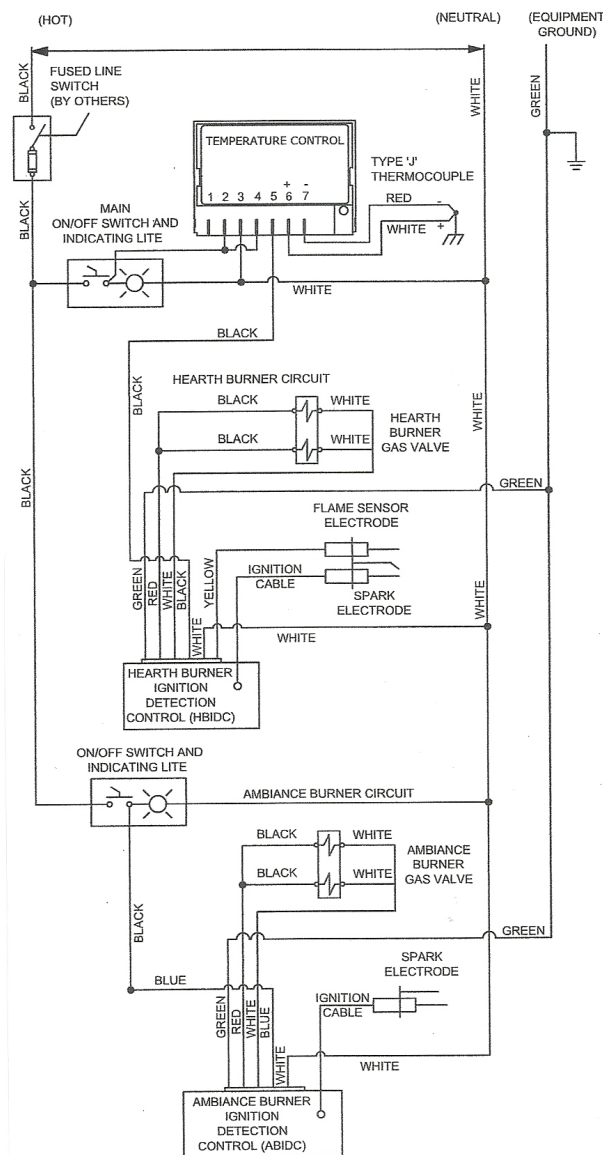 (HOT)
(NEUTRAL)
(EQUIPMENT
GROUND)
BLACK
FUSED LINE
SWITCH
(BY OTHERS)
WHITE
GREEN
TEMPERATURE CONTROL
+ -
1 2 3 4 5 6 7
TYPE 'J'
THERMOCOUPLE
RED
-
WHITE
+
BLACK
MAIN
ON/OFF SWITCH AND
INDICATING LITE
WHITE
BLACK
BLACK
HEARTH BURNER CIRCUIT
BLACK
WHITE
BLACK
WHITE
HEARTH
BURNER
GAS VALVE
WHITE
BLACK
GREEN
FLAME SENSOR
ELECTRODE
IGNITION
CABLE
SPARK
ELECTRODE
GREEN
RED
WHITE
BLACK
WHITE
YELLOW
WHITE
WHITE
HEARTH BURNER
IGNITION
DETECTION
CONTROL (HBIDC)
ON/OFF SWITCH AND
INDICATING LITE
AMBIANCE BURNER CIRCUIT
BLACK
WHITE
BLACK
WHITE
AMBIANCE
BURNER
GAS VALVE
BLACK
GREEN
BLUE
SPARK
ELECTRODE
IGNITION
CABLE
GREEN
RED
WHITE
BLUE
WHITE
WHITE
AMBIANCE BURNER
IGNITION
DETECTION
CONTROL (ABIDC)